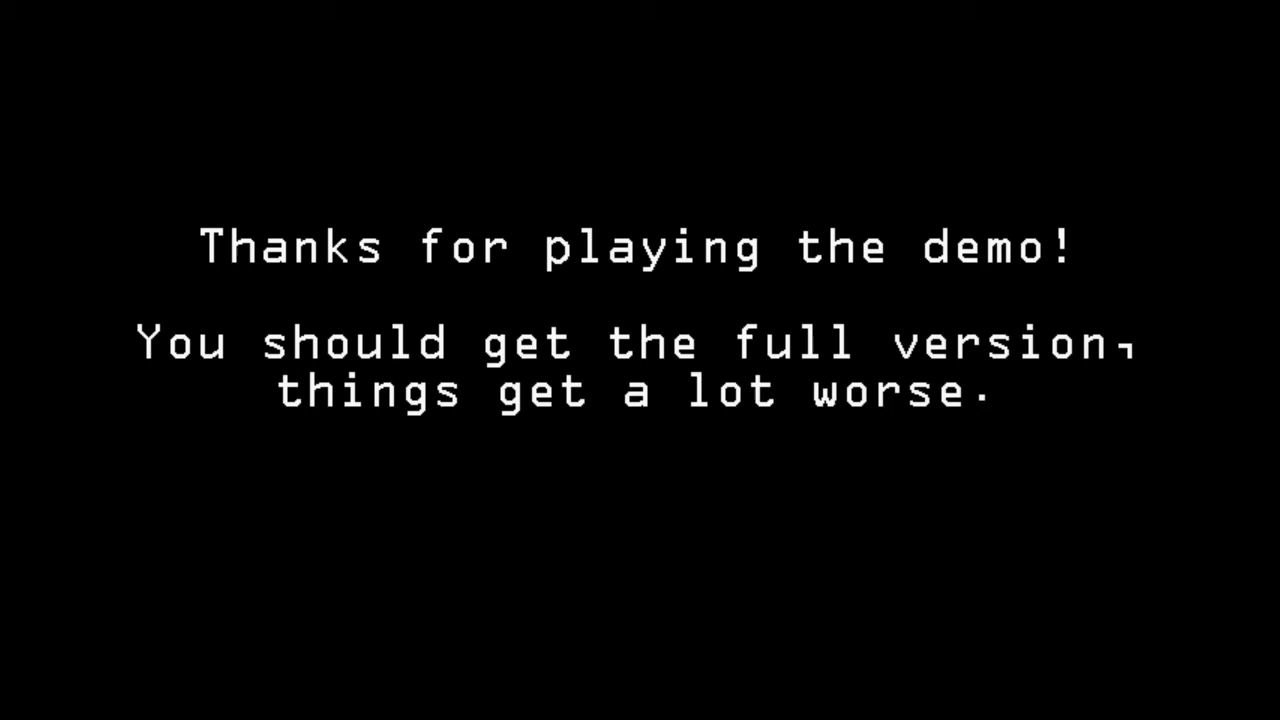 Thanks for playing the demo!
You should get the full version,
things get a lot worse.